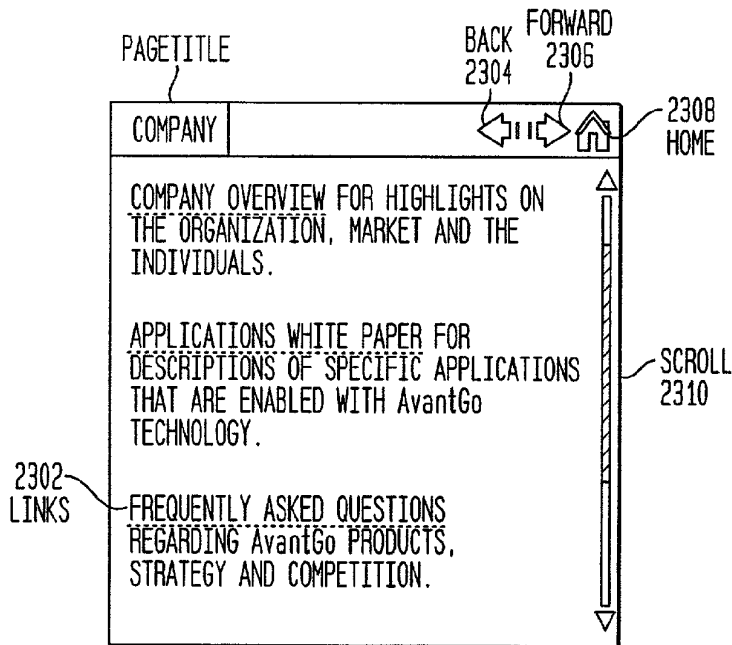 PAGETITLE
BACK
2304
FORWARD
2306
2308
HOME
COMPANY
COMPANY OVERVIEW FOR HIGHLIGHTS ON
THE ORGANIZATION, MARKET AND THE
INDIVIDUALS.
APPLICATIONS WHITE PAPER FOR
DESCRIPTIONS OF SPECIFIC APPLICATIONS
THAT ARE ENABLED WITH AvantGo
TECHNOLOGY.
SCROLL
2310
2302
LINKS
FREQUENTLY ASKED QUESTIONS
REGARDING AvantGo PRODUCTS,
STRATEGY AND COMPETITION.